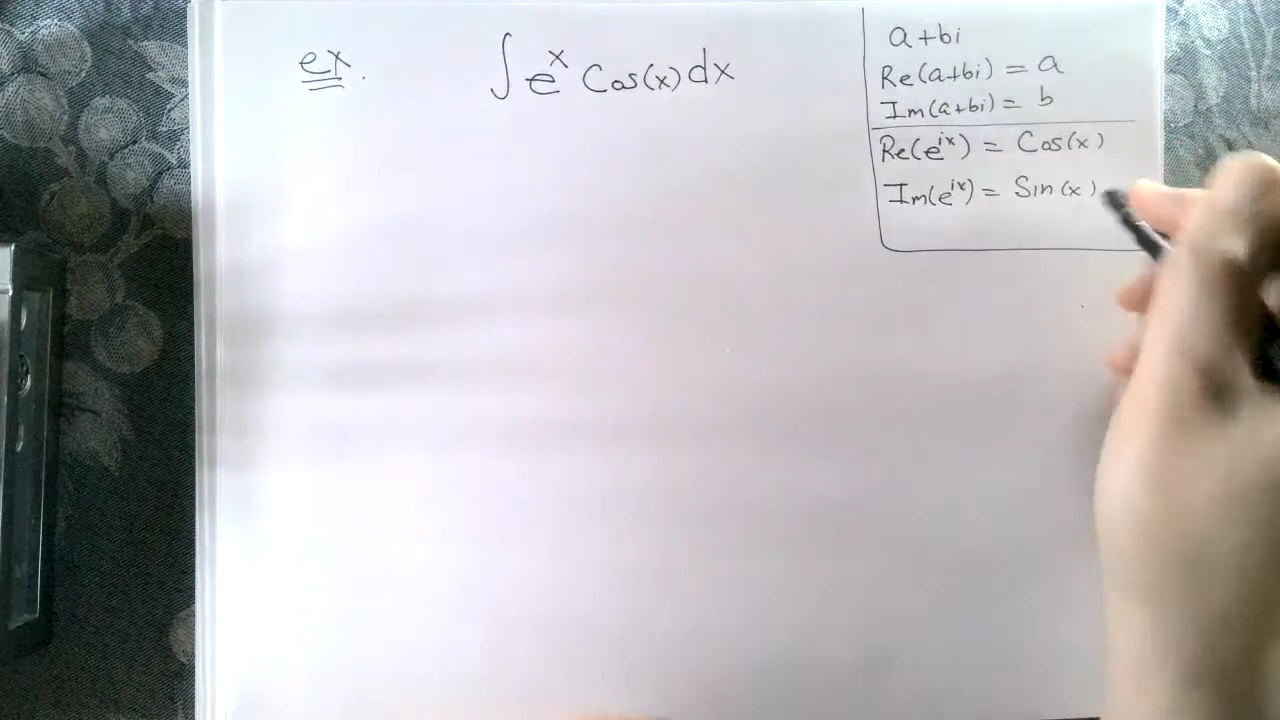 ex.
∫ e^x Cos(x) dx
a+bi
Re(a+bi) = a
Im(a+bi) = b
Re(e^ix) = Cos(x)
Im(e^ix) = Sin(x)